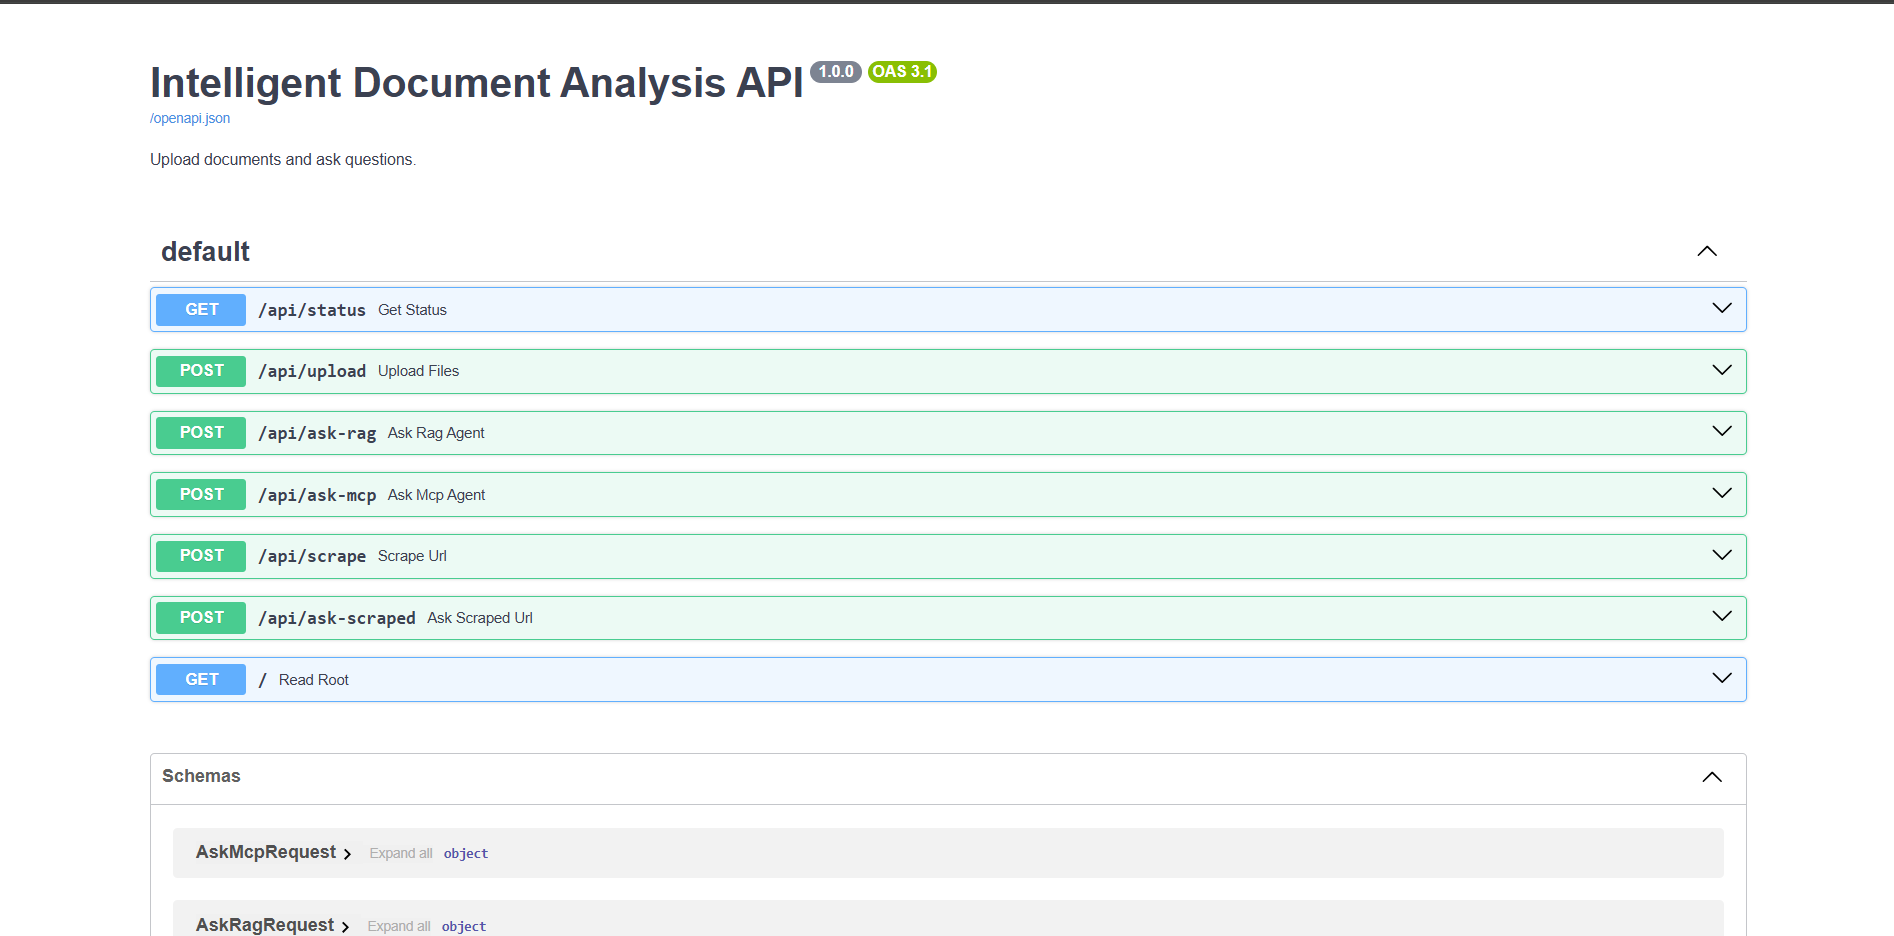 Intelligent Document Analysis API 1.0.0 OAS 3.1
/openapi.json
Upload documents and ask questions.
default
GET /api/status Get Status
POST /api/upload Upload Files
POST /api/ask-rag Ask Rag Agent
POST /api/ask-mcp Ask Mcp Agent
POST /api/scrape Scrape Url
POST /api/ask-scraped Ask Scraped Url
GET / Read Root
Schemas
AskMcpRequest Expand all object
AskRagRequest Expand all object